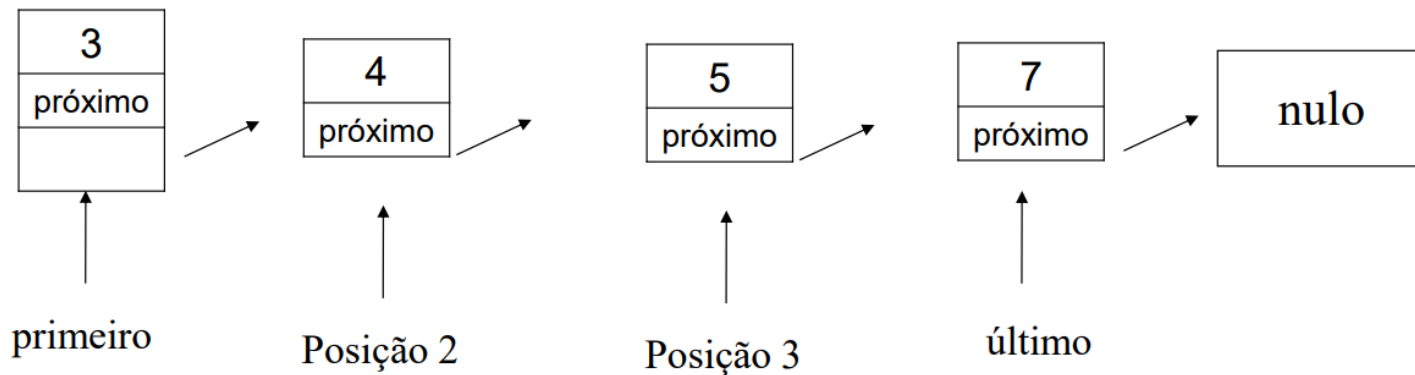 3
próximo
4
próximo
5
próximo
7
próximo
nulo
primeiro
Posição 2
Posição 3
último